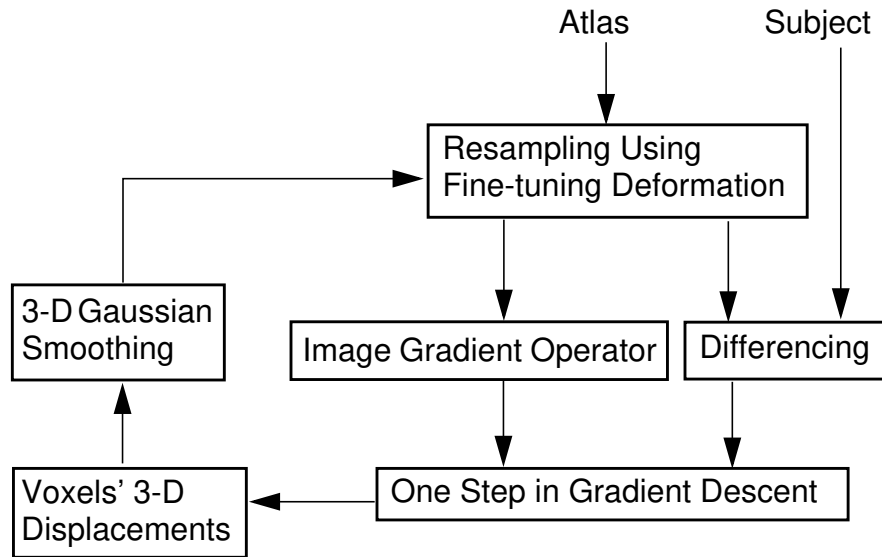 Atlas
Subject
Resampling Using
Fine-tuning Deformation
3-D Gaussian
Smoothing
Image Gradient Operator
Differencing
Voxels' 3-D
Displacements
One Step in Gradient Descent